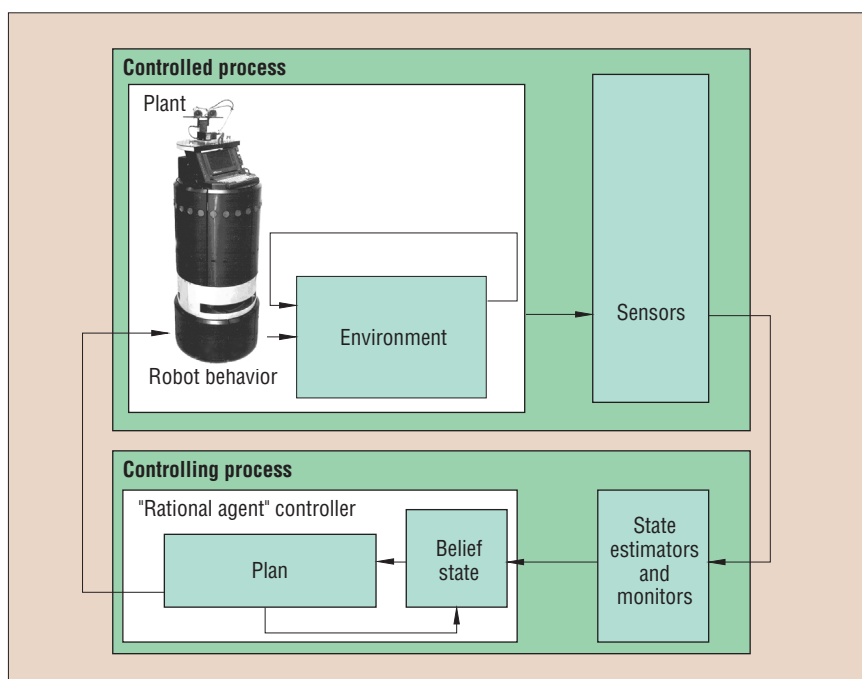 Controlled process
Plant
Robot behavior
Environment
Sensors
Controlling process
"Rational agent" controller
Plan
Belief
state
State
estimators
and
monitors